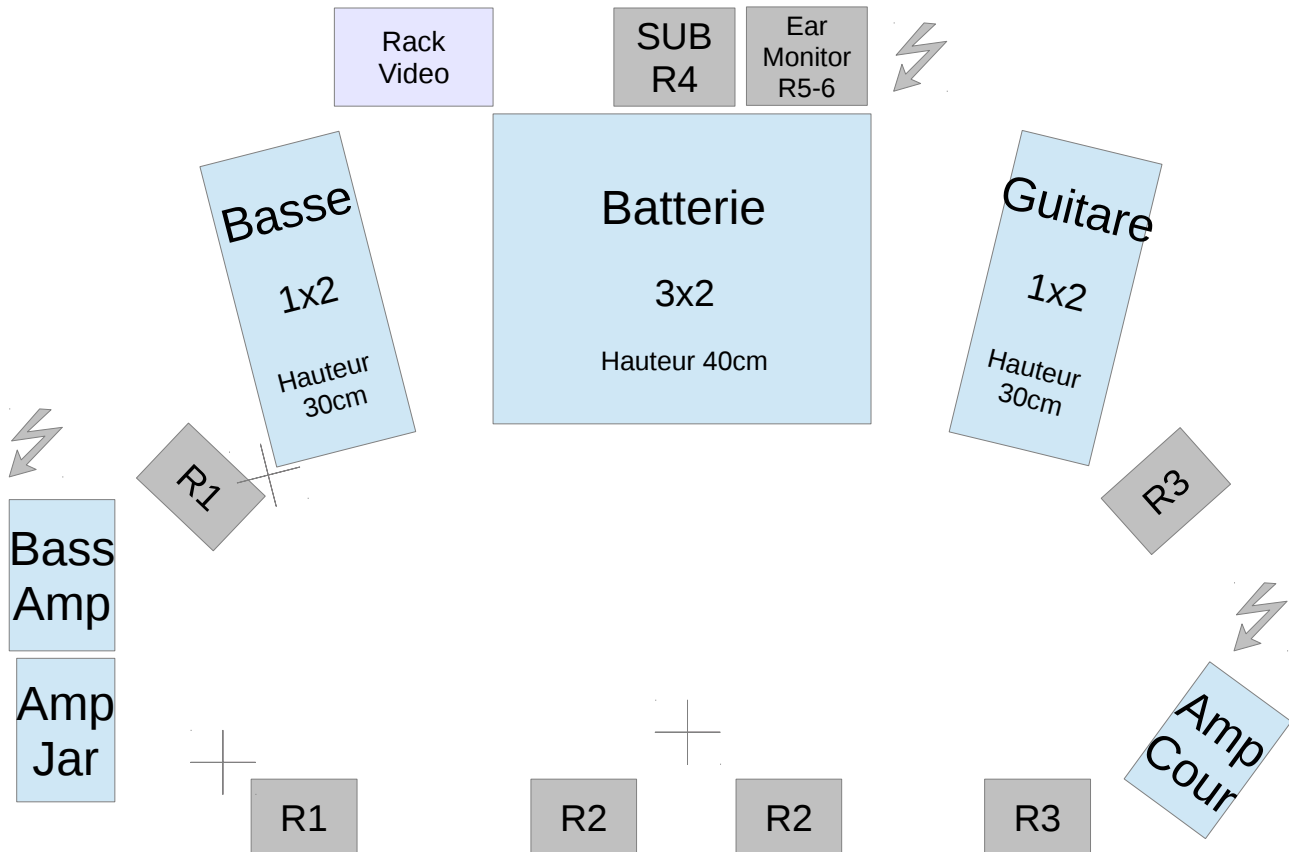 Rack
Video
SUB
R4
Ear
Monitor
R5-6
Basse
1x2
Hauteur
30cm
Batterie
3x2
Hauteur 40cm
Guitare
1x2
Hauteur
30cm
R1
R3
Bass
Amp
Amp
Jar
Amp
Cour
R1
R2
R2
R3